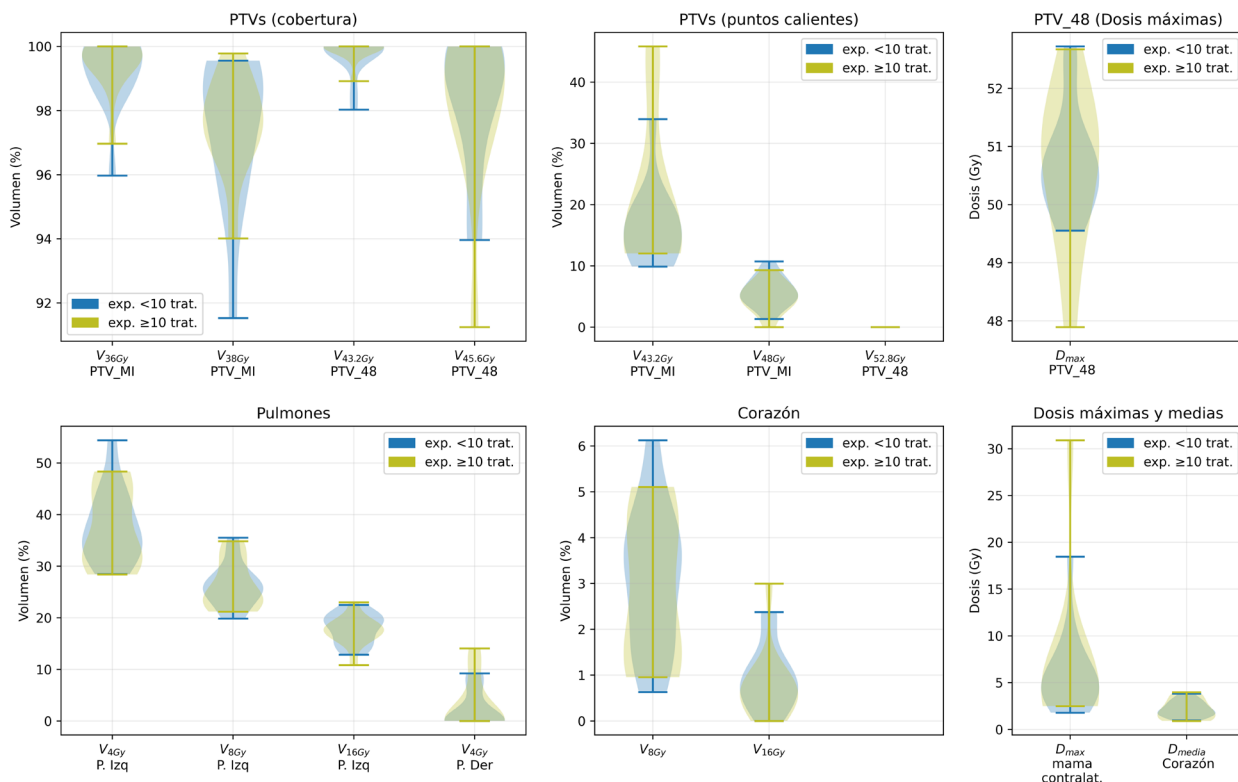 PTVs (cobertura)
Volumen (%)
100
98
96
94
92
exp. <10 trat.
exp. ≥10 trat.
V36Gy
PTV_MI
V38Gy
PTV_MI
V43.2Gy
PTV_48
V45.6Gy
PTV_48
PTVs (puntos calientes)
Volumen (%)
40
30
20
10
0
exp. <10 trat.
exp. ≥10 trat.
V43.2Gy
PTV_MI
V48Gy
PTV_MI
V52.8Gy
PTV_48
PTV_48 (Dosis máximas)
Dosis (Gy)
52
51
50
49
48
exp. <10 trat.
exp. ≥10 trat.
Dmax
PTV_48
Pulmones
Volumen (%)
50
40
30
20
10
0
exp. <10 trat.
exp. ≥10 trat.
V4Gy
P. Izq
V8Gy
P. Izq
V16Gy
P. Izq
V4Gy
P. Der
Corazón
Volumen (%)
6
5
4
3
2
1
0
exp. <10 trat.
exp. ≥10 trat.
V8Gy
V16Gy
Dosis máximas y medias
Dosis (Gy)
30
25
20
15
10
5
0
exp. <10 trat.
exp. ≥10 trat.
Dmax
mama
contralat.
Dmedia
Corazón